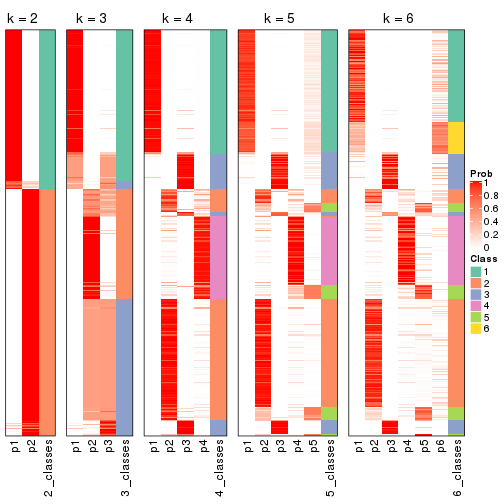 k = 2
k = 3
k = 4
k = 5
k = 6
Prob
1
0.8
0.6
0.4
0.2
0
Class
1
2
3
4
5
6
p1
p2
2_classes
p1
p2
p3
3_classes
p1
p2
p3
p4
4_classes
p1
p2
p3
p4
p5
5_classes
p1
p2
p3
p4
p5
p6
6_classes